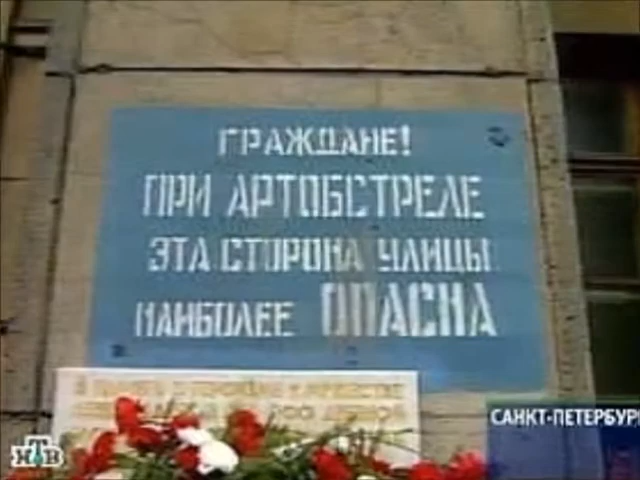 ГРАЖДАНЕ!
ПРИ АРТОБСТРЕЛЕ
ЭТА СТОРОНА УЛИЦЫ
НАИБОЛЕЕ ОПАСНА
САНКТ-ПЕТЕРБУРГ
НТВ